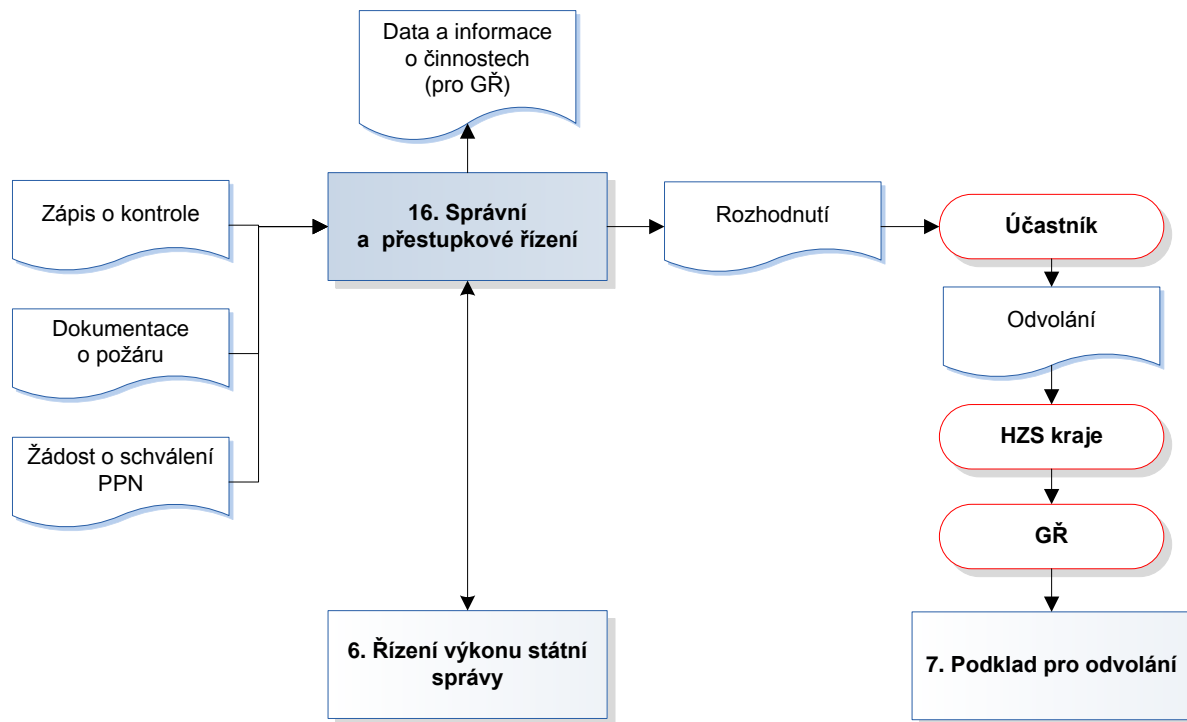 Data a informace
o činnostech
(pro GŘ)
Zápis o kontrole
16. Správní
a přestupkové řízení
Rozhodnutí
Účastník
Dokumentace
o požáru
Odvolání
Žádost o schválení
PPN
HZS kraje
GŘ
6. Řízení výkonu státní
správy
7. Podklad pro odvolání